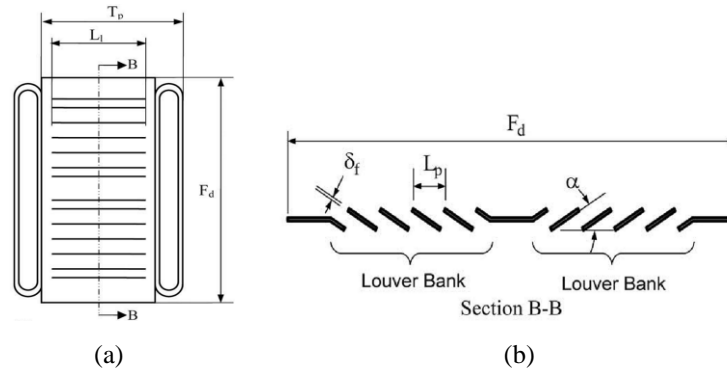 T_p
L_l
B
F_d
B
(a)
F_d
δ_f
L_p
α
Louver Bank
Louver Bank
Section B-B
(b)